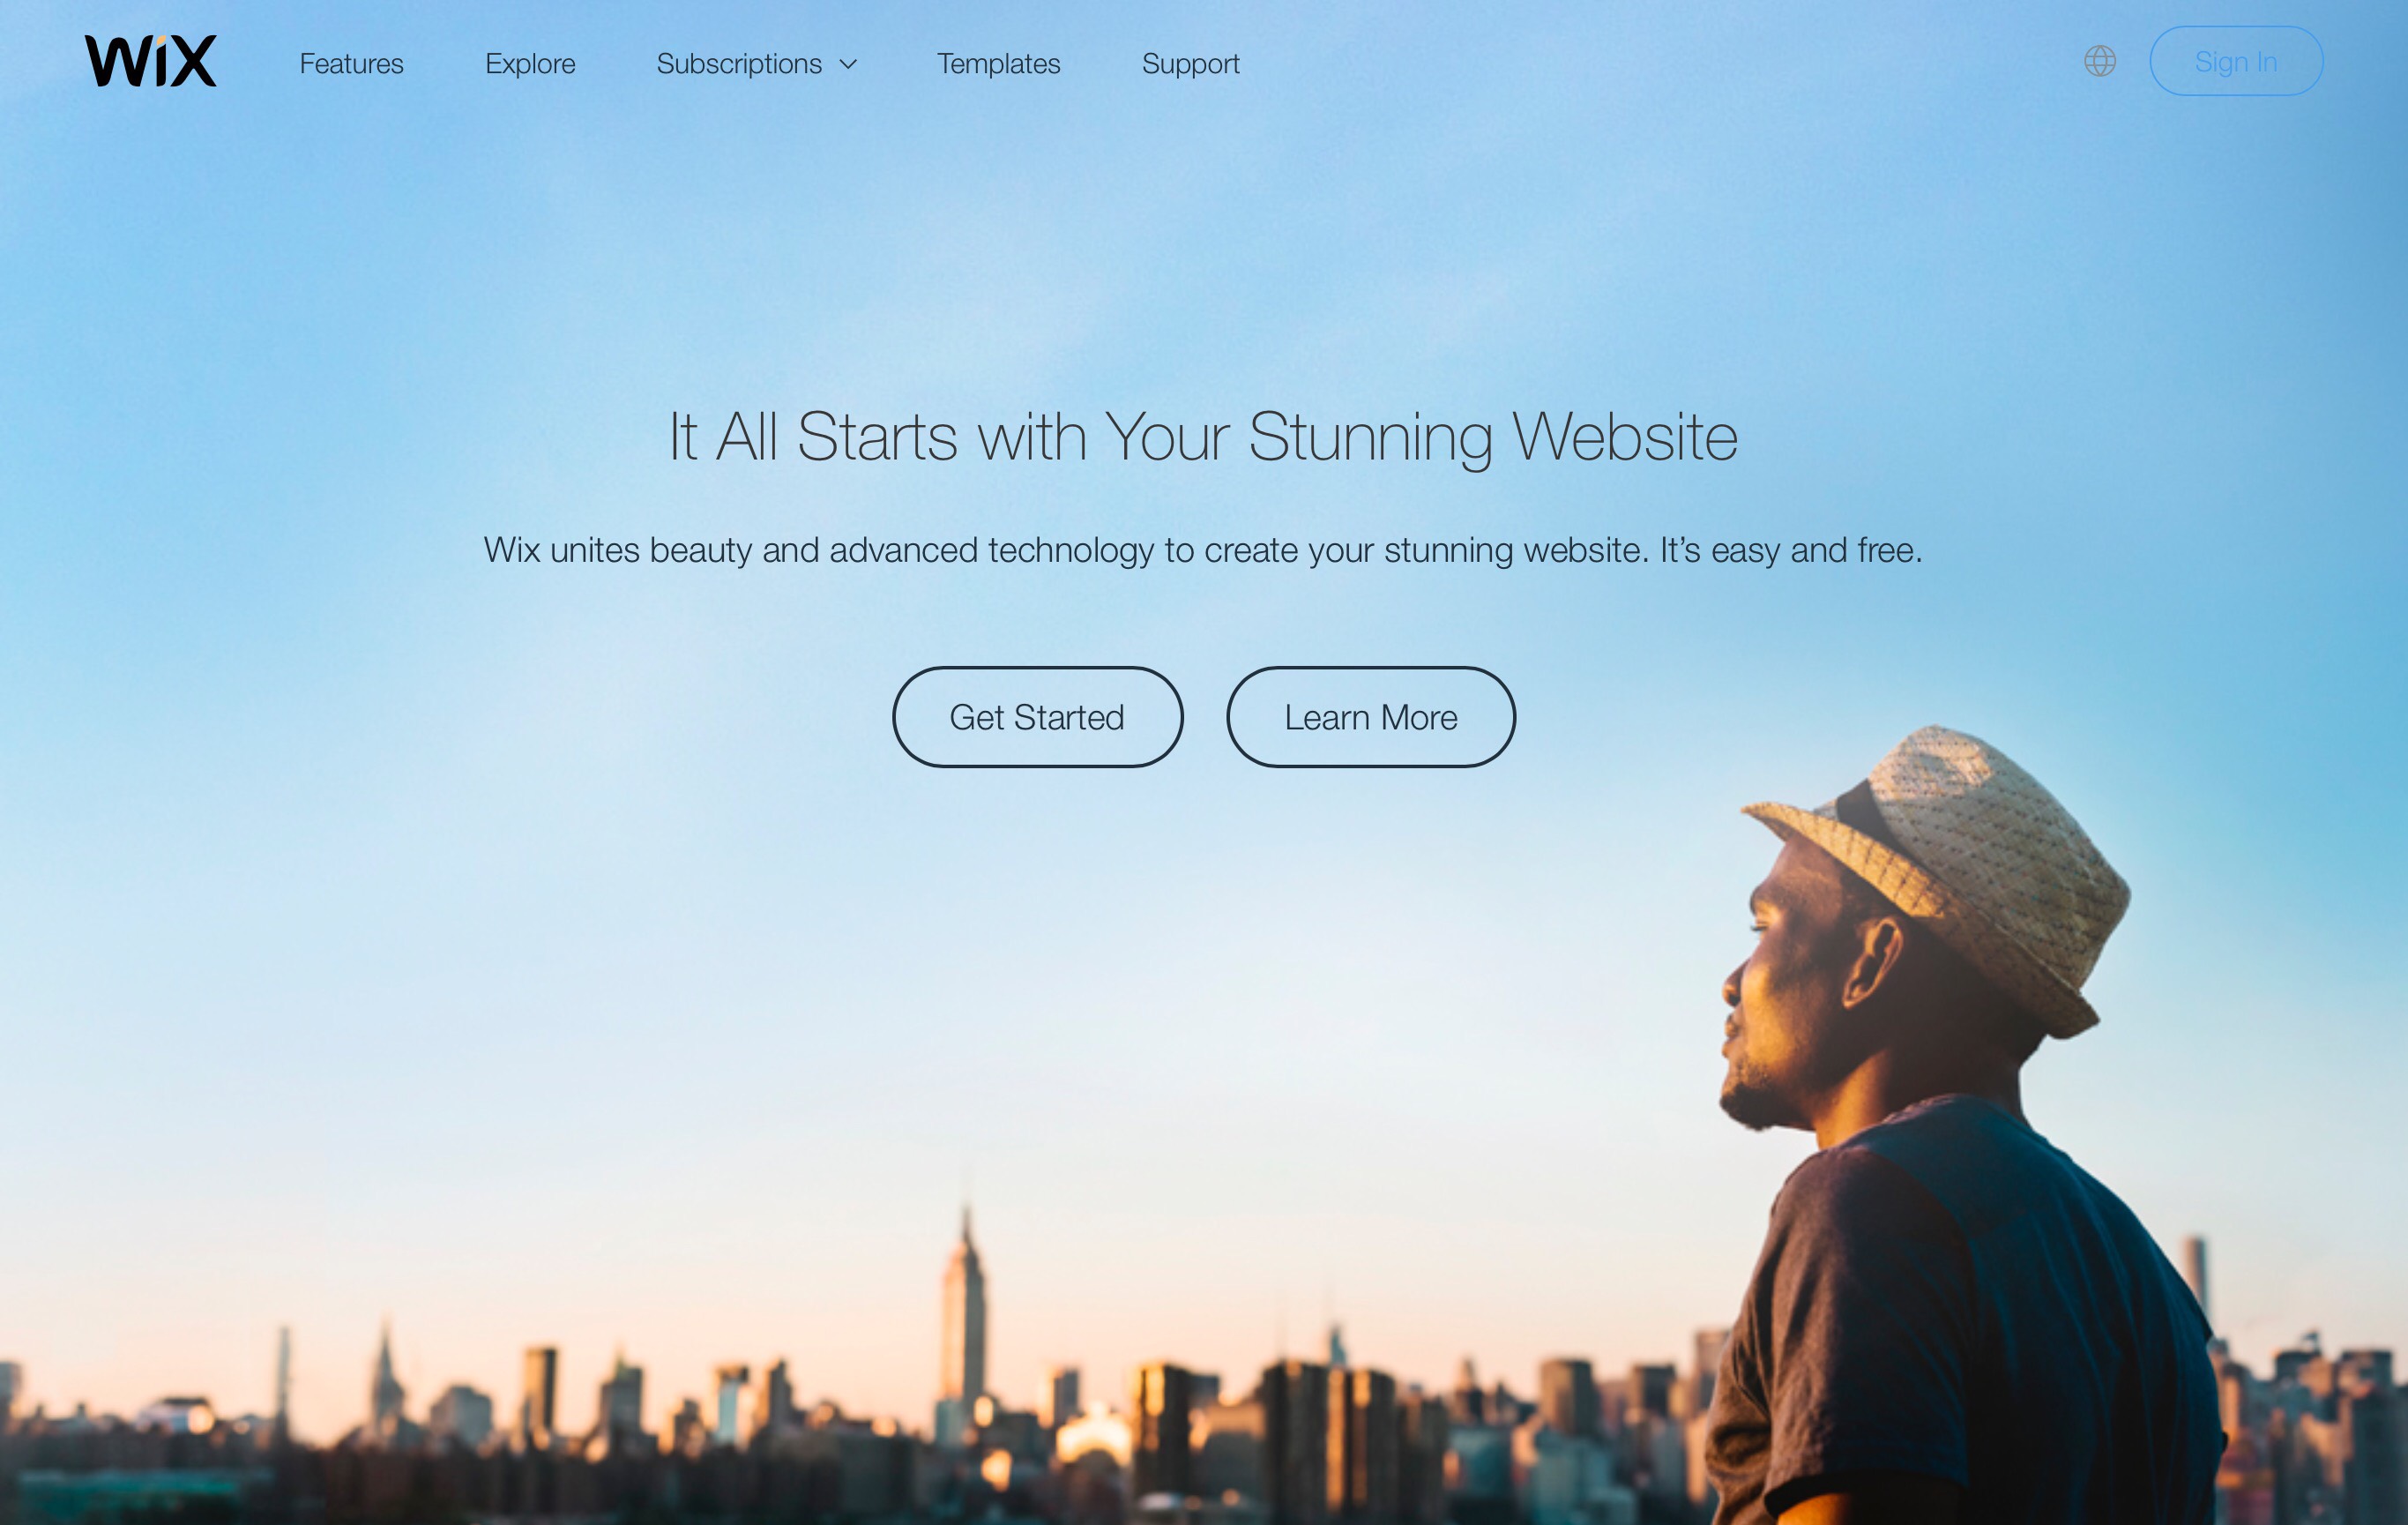 WiX
Features
Explore
Subscriptions
Templates
Support
Sign In
It All Starts with Your Stunning Website
Wix unites beauty and advanced technology to create your stunning website. It’s easy and free.
Get Started
Learn More